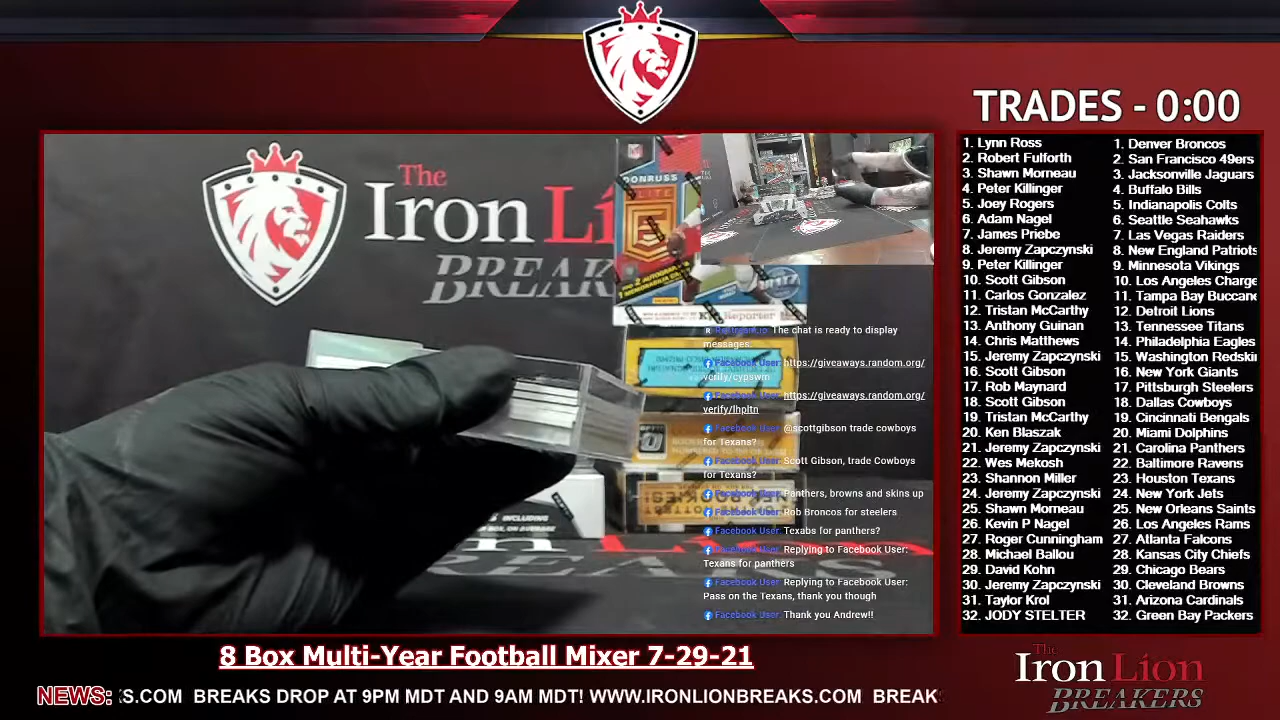 TRADES - 0:00
1. Lynn Ross
2. Robert Fulforth
3. Shawn Morneau
4. Peter Killinger
5. Joey Rogers
6. Adam Nagel
7. James Priebe
8. Jeremy Zapczynski
9. Peter Killinger
10. Scott Gibson
11. Carlos Gonzalez
12. Tristan McCarthy
13. Anthony Guinan
14. Chris Matthews
15. Jeremy Zapczynski
16. Scott Gibson
17. Rob Maynard
18. Scott Gibson
19. Tristan McCarthy
20. Ken Blaszak
21. Jeremy Zapczynski
22. Wes Mekosh
23. Shannon Miller
24. Jeremy Zapczynski
25. Shawn Morneau
26. Kevin P Nagel
27. Roger Cunningham
28. Michael Ballou
29. David Kohn
30. Jeremy Zapczynski
31. Taylor Krol
32. JODY STELTER
1. Denver Broncos
2. San Francisco 49ers
3. Jacksonville Jaguars
4. Buffalo Bills
5. Indianapolis Colts
6. Seattle Seahawks
7. Las Vegas Raiders
8. New England Patriots
9. Minnesota Vikings
10. Los Angeles Charge
11. Tampa Bay Buccane
12. Detroit Lions
13. Tennessee Titans
14. Philadelphia Eagles
15. Washington Redski
16. New York Giants
17. Pittsburgh Steelers
18. Dallas Cowboys
19. Cincinnati Bengals
20. Miami Dolphins
21. Carolina Panthers
22. Baltimore Ravens
23. Houston Texans
24. New York Jets
25. New Orleans Saints
26. Los Angeles Rams
27. Atlanta Falcons
28. Kansas City Chiefs
29. Chicago Bears
30. Cleveland Browns
31. Arizona Cardinals
32. Green Bay Packers
The
Iron Li
BREAK
DONRUSS
ELITE
Restream.io The chat is ready to display
messages.
Facebook User: https://giveaways.random.org/
verify/cypswm
Facebook User: https://giveaways.random.org/
verify/lhpltn
Facebook User: @scottgibson trade cowboys
for Texans?
Facebook User: Scott Gibson, trade Cowboys
for Texans?
Facebook User: Panthers, browns and skins up
Facebook User: Rob Broncos for steelers
Facebook User: Texabs for panthers?
Facebook User: Replying to Facebook User:
Texans for panthers
Facebook User: Replying to Facebook User:
Pass on the Texans, thank you though
Facebook User: Thank you Andrew!!
INCLUDING
BOX, ON AVERAGE
8 Box Multi-Year Football Mixer 7-29-21
NEWS: S.COM BREAKS DROP AT 9PM MDT AND 9AM MDT! WWW.IRONLIONBREAKS.COM BREAK
The
Iron Lion
BREAKERS